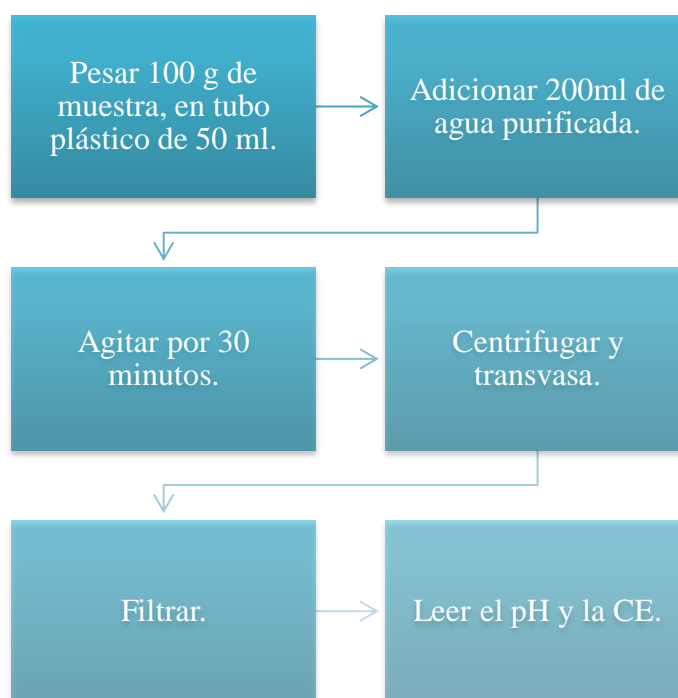 Pesar 100 g de
muestra, en tubo
plástico de 50 ml.
Adicionar 200ml de
agua purificada.
Agitar por 30
minutos.
Centrifugar y
transvasa.
Filtrar.
Leer el pH y la CE.